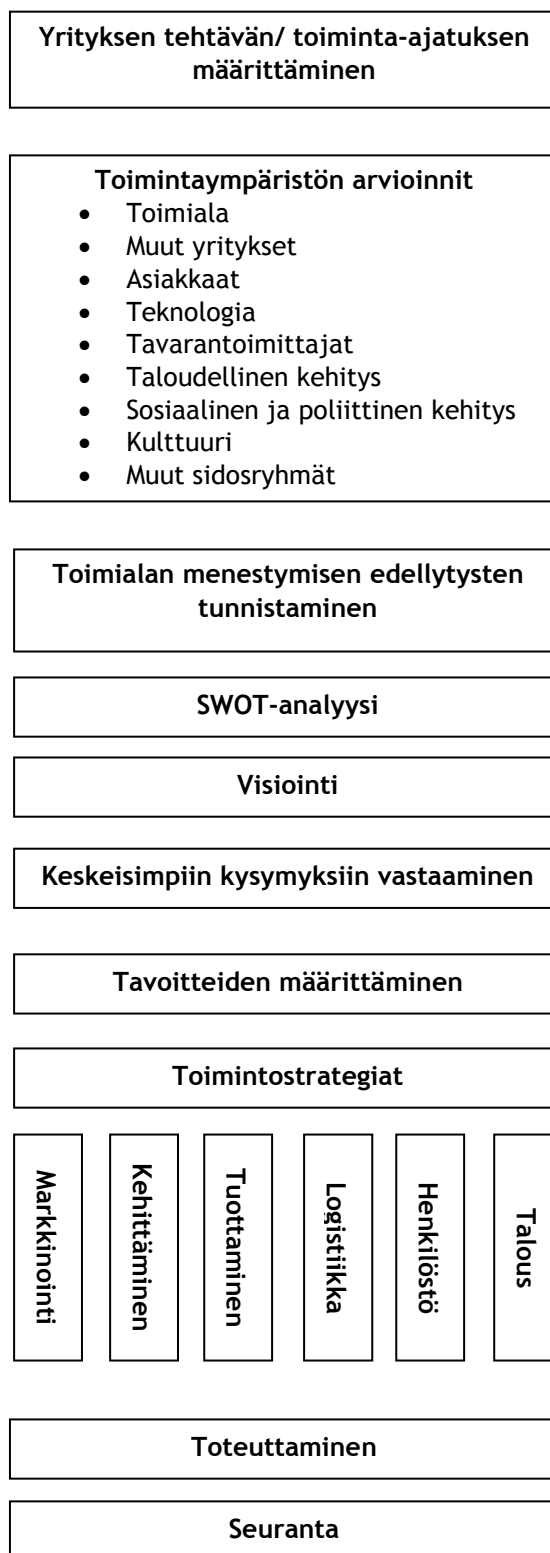 Yrityksen tehtävän/ toiminta-ajatuksen
määrittäminen
Toimintaympäristön arvioinnit
• Toimiala
• Muut yritykset
• Asiakkaat
• Teknologia
• Tavarantoimittajat
• Taloudellinen kehitys
• Sosiaalinen ja poliittinen kehitys
• Kulttuuri
• Muut sidosryhmät
Toimialan menestymisen edellytysten
tunnistaminen
SWOT-analyysi
Visiointi
Keskeisimpiin kysymyksiin vastaaminen
Tavoitteiden määrittäminen
Toimintostrategiat
Markkinointi
Kehittäminen
Tuottaminen
Logistiikka
Henkilöstö
Talous
Toteuttaminen
Seuranta